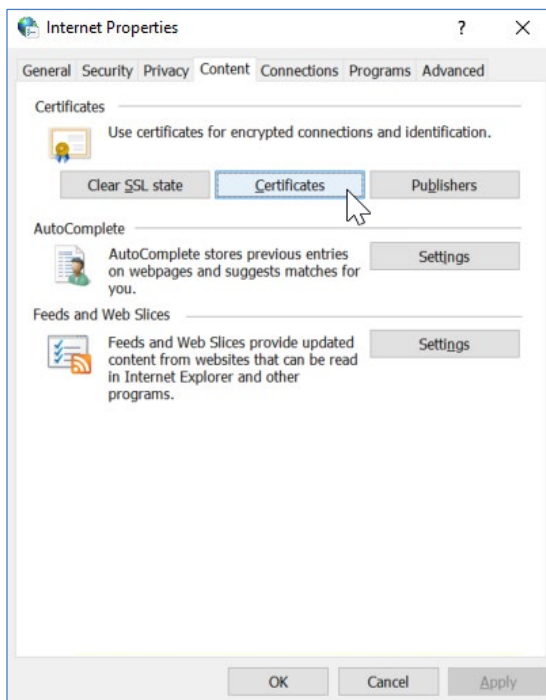 Internet Properties
?
General Security Privacy Content Connections Programs Advanced
Certificates
Use certificates for encrypted connections and identification.
Clear SSL state Certificates Publishers
AutoComplete
AutoComplete stores previous entries
on webpages and suggests matches for
you.
Settings
Feeds and Web Slices
Feeds and Web Slices provide updated
content from websites that can be read
in Internet Explorer and other
programs.
Settings
OK Cancel Apply